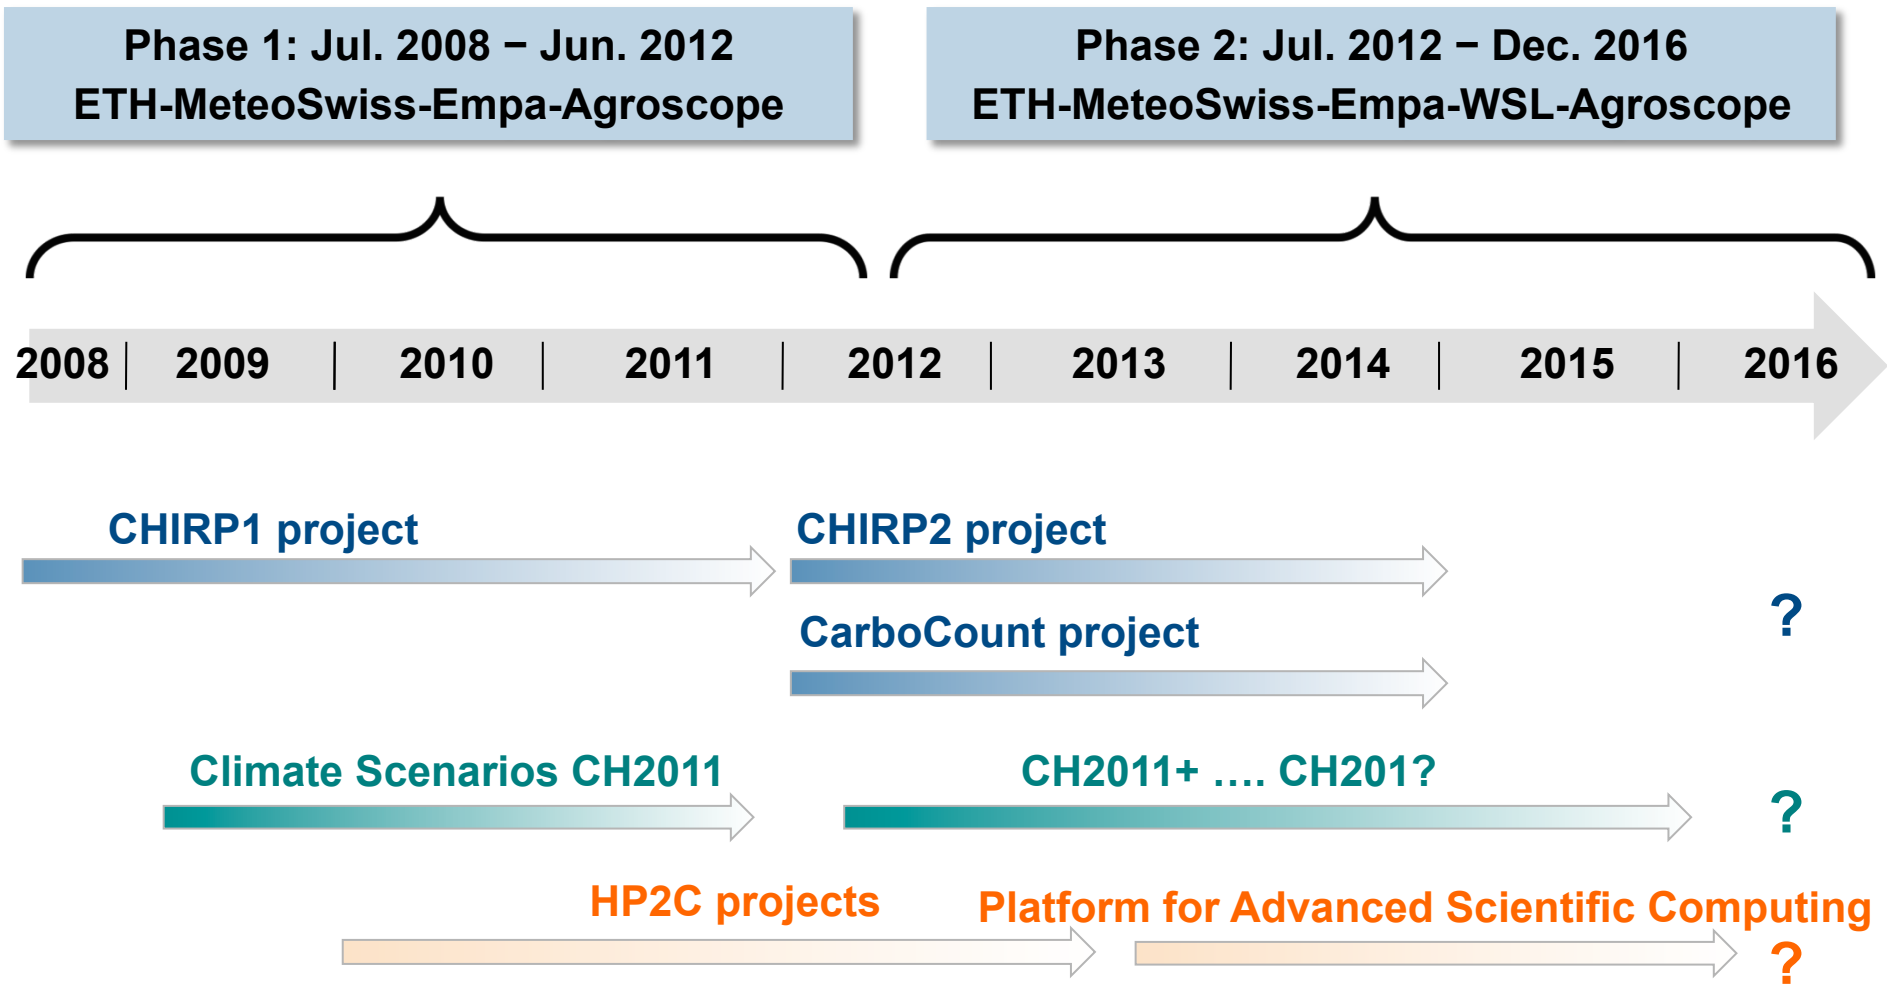 Phase 1: Jul. 2008 – Jun. 2012
ETH-MeteoSwiss-Empa-Agroscope
Phase 2: Jul. 2012 – Dec. 2016
ETH-MeteoSwiss-Empa-WSL-Agroscope
2008 | 2009 | 2010 | 2011 | 2012 | 2013 | 2014 | 2015 | 2016
CHIRP1 project
CHIRP2 project
?
CarboCount project
Climate Scenarios CH2011
CH2011+ .... CH201?
?
HP2C projects
Platform for Advanced Scientific Computing
?